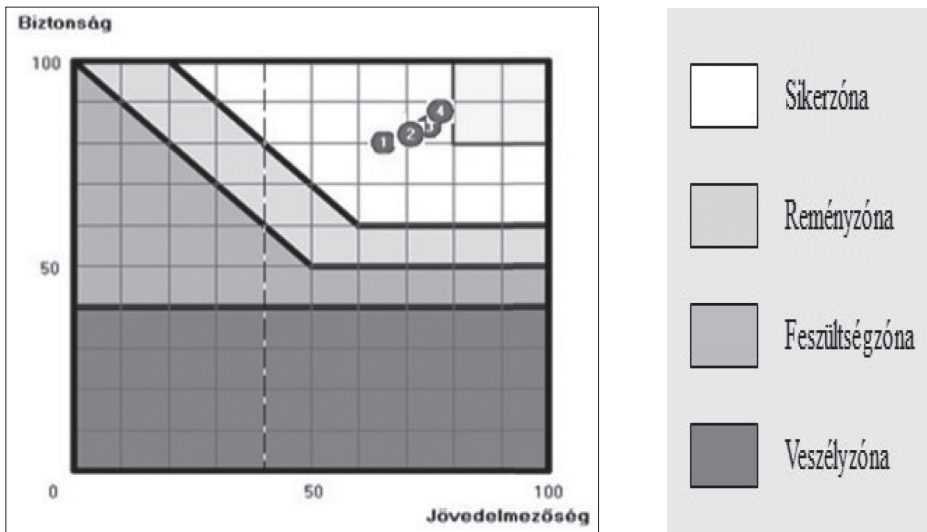 Biztonság
100
50
0
50
100
Jövedelmezőség
1
2
3
4
Sikerzóna
Reményzóna
Feszültségzóna
Veszélyzóna